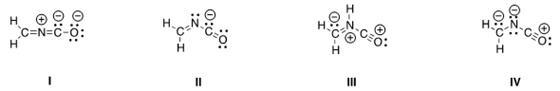 H H C=N=C-O: ⊕ ⊖ ⊖
H C H N C O ⊖
H H C N H C O ⊖ ⊕ ⊕
H C H N C O ⊖ ⊖ ⊕
I II III IV